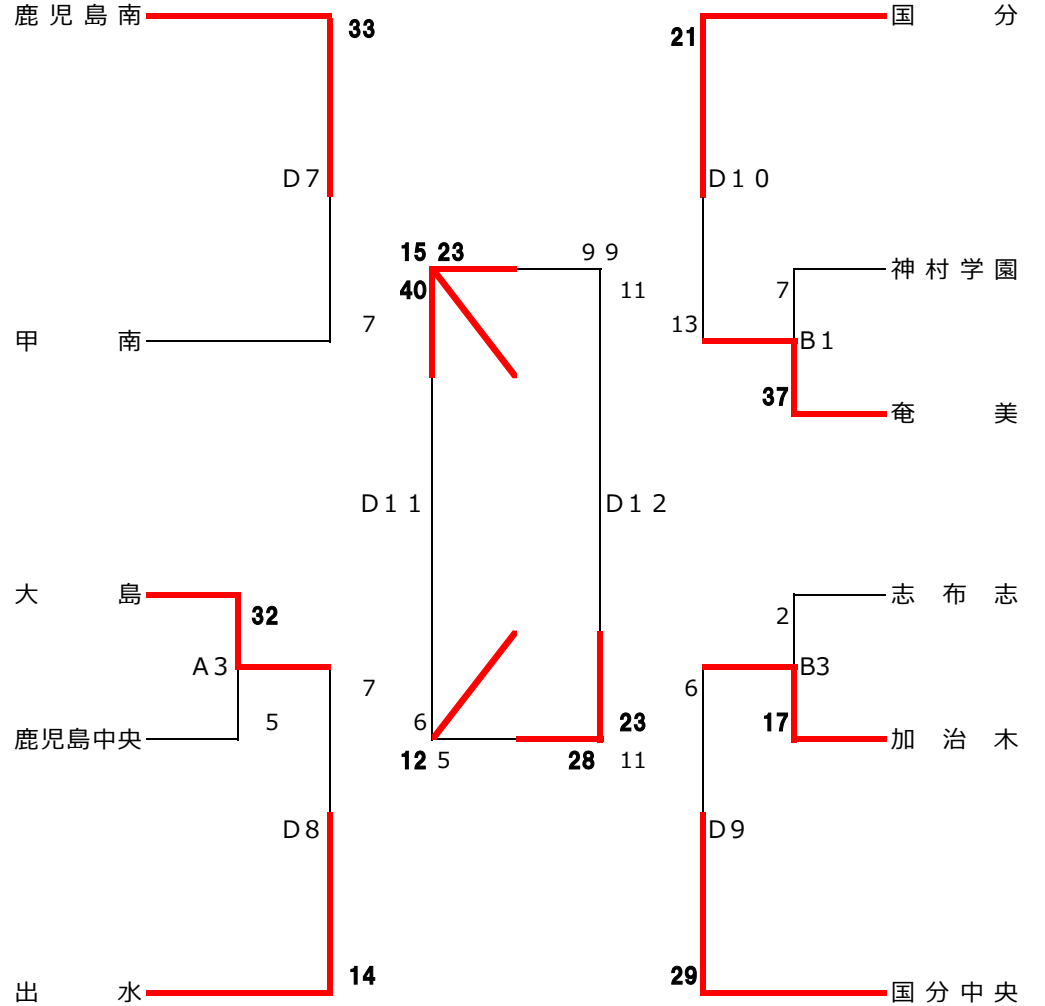 鹿児島南
33
21
国分
D7
D10
15 23
9 9
神村学園
40
11
7
7
13
甲南
B1
37
奄美
D11
D12
大島
32
志布志
2
A3
B3
7
6
5
6
23
17
鹿児島中央
加治木
12 5
28
11
D8
D9
14
29
出水
国分中央